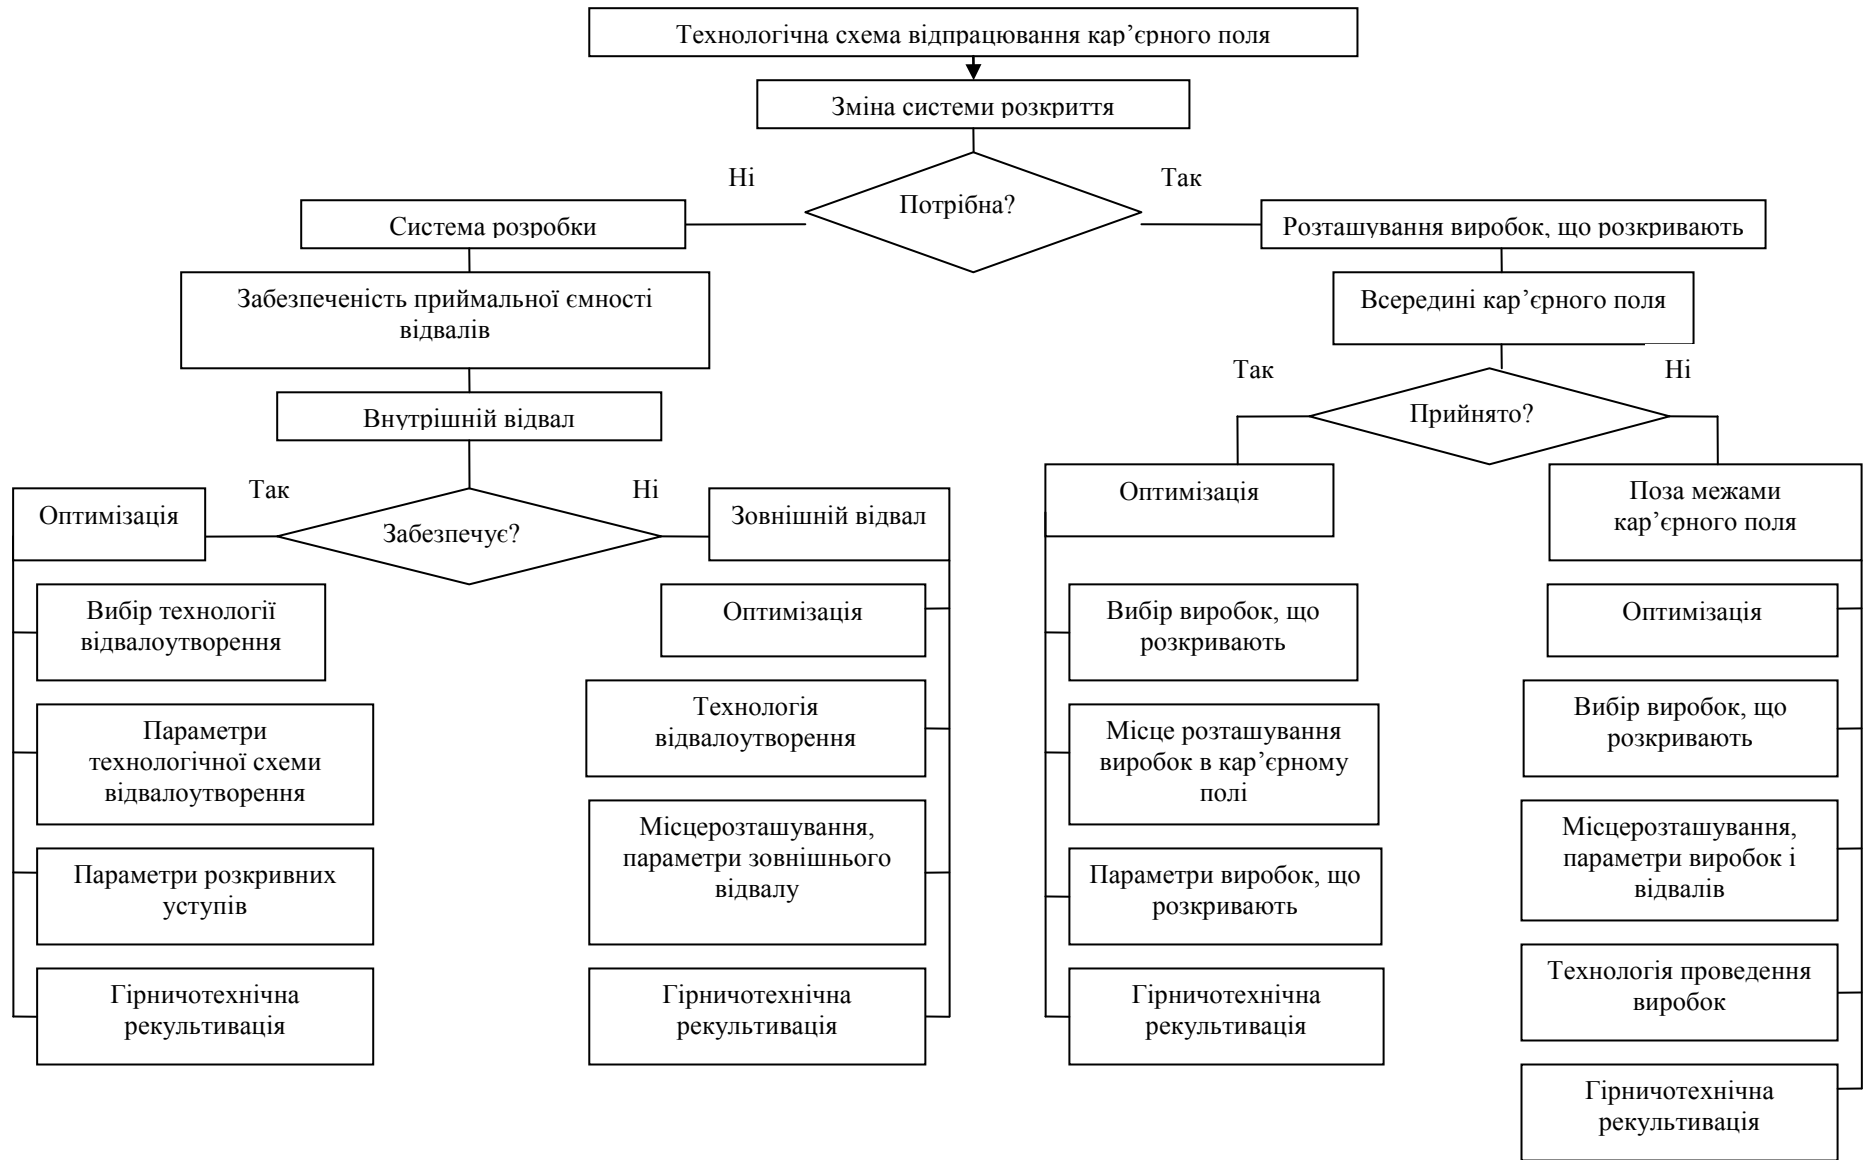 Технологічна схема відпрацювання кар’єрного поля
Зміна системи розкриття
Ні
Так
Потрібна?
Система розробки
Розташування виробок, що розкривають
Забезпеченість приймальної ємності
відвалів
Всередині кар’єрного поля
Так
Ні
Внутрішній відвал
Прийнято?
Так
Ні
Оптимізація
Забезпечує?
Зовнішній відвал
Оптимізація
Поза межами
кар’єрного поля
Вибір технології
відвалоутворення
Параметри
технологічної схеми
відвалоутворення
Параметри розкривних
уступів
Гірничотехнічна
рекультивація
Оптимізація
Технологія
відвалоутворення
Місцерозташування,
параметри зовнішнього
відвалу
Гірничотехнічна
рекультивація
Вибір виробок, що
розкривають
Місце розташування
виробок в кар’єрному
полі
Параметри виробок, що
розкривають
Гірничотехнічна
рекультивація
Оптимізація
Вибір виробок, що
розкривають
Місцерозташування,
параметри виробок і
відвалів
Технологія проведення
виробок
Гірничотехнічна
рекультивація